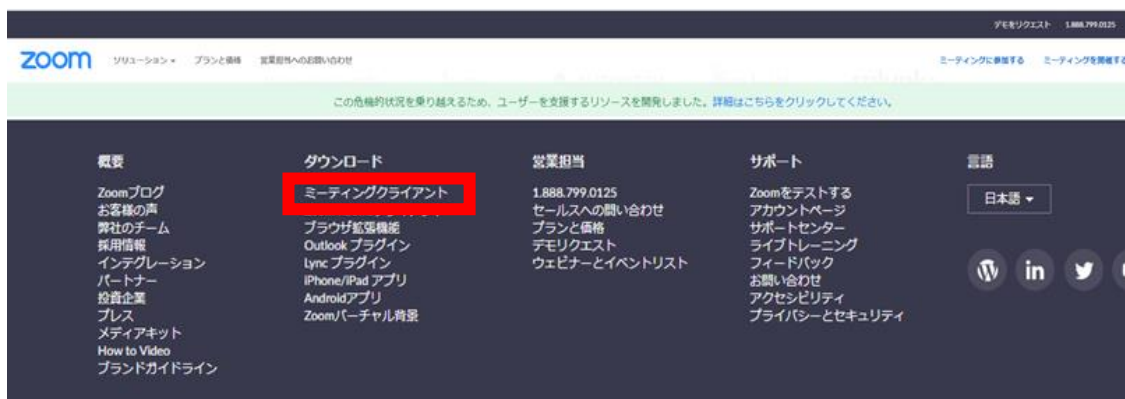 デモをリクエスト 1.888.799.0125
zoom ソリューション プランと価格 営業担当へのお問い合わせ ミーティングに参加する ミーティングを開催する
この危機的状況を乗り越えるため、ユーザーを支援するリソースを開発しました。詳細はこちらをクリックしてください。
概要
Zoomブログ
お客様の声
弊社のチーム
採用情報
インテグレーション
パートナー
投資企業
プレス
メディアキット
How to Video
ブランドガイドライン
ダウンロード
ミーティングクライアント
ブラウザ拡張機能
Outlook プラグイン
Lync プラグイン
iPhone/iPad アプリ
Androidアプリ
Zoomバーチャル背景
営業担当
1.888.799.0125
セールスへの問い合わせ
プランと価格
デモリクエスト
ウェビナーとイベントリスト
サポート
Zoomをテストする
アカウントページ
サポートセンター
ライブトレーニング
フィードバック
お問い合わせ
アクセシビリティ
プライバシーとセキュリティ
言語
日本語
in